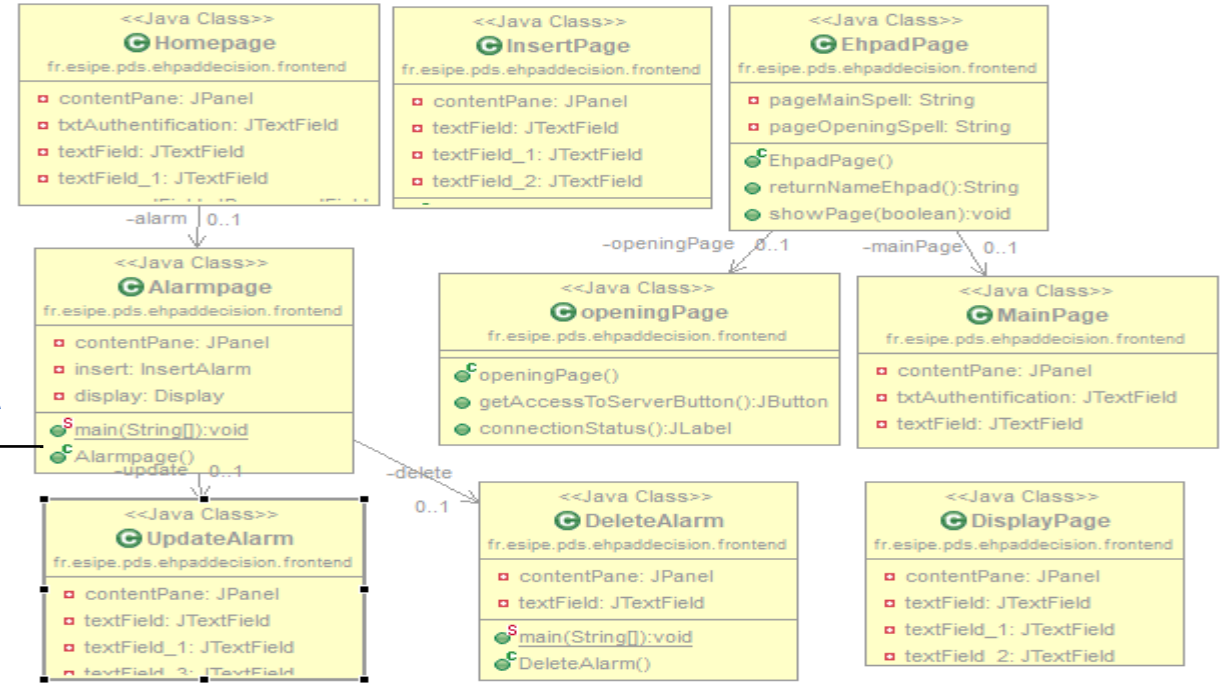 <<Java Class>>
Homepage
fr.esipe.pds.ehpaddecision.frontend
contentPane: JPanel
txtAuthentification: JTextField
textField: JTextField
textField_1: JTextField
<<Java Class>>
InsertPage
fr.esipe.pds.ehpaddecision.frontend
contentPane: JPanel
textField: JTextField
textField_1: JTextField
textField_2: JTextField
<<Java Class>>
EhpadPage
fr.esipe.pds.ehpaddecision.frontend
pageMainSpell: String
pageOpeningSpell: String
EhpadPage()
returnNameEhpad():String
showPage(boolean):void
-alarm 0..1
-openingPage 0..1
-mainPage 0..1
<<Java Class>>
Alarmpage
fr.esipe.pds.ehpaddecision.frontend
contentPane: JPanel
insert: InsertAlarm
display: Display
main(String[]):void
Alarmpage()
<<Java Class>>
openingPage
fr.esipe.pds.ehpaddecision.frontend
openingPage()
getAccessToServerButton():JButton
connectionStatus():JLabel
<<Java Class>>
MainPage
fr.esipe.pds.ehpaddecision.frontend
contentPane: JPanel
txtAuthentification: JTextField
textField: JTextField
-update 0..1
-delete
0..1
<<Java Class>>
UpdateAlarm
fr.esipe.pds.ehpaddecision.frontend
contentPane: JPanel
textField: JTextField
textField_1: JTextField
textField_3: JTextField
<<Java Class>>
DeleteAlarm
fr.esipe.pds.ehpaddecision.frontend
contentPane: JPanel
textField: JTextField
main(String[]):void
DeleteAlarm()
<<Java Class>>
DisplayPage
fr.esipe.pds.ehpaddecision.frontend
contentPane: JPanel
textField: JTextField
textField_1: JTextField
textField_2: JTextField